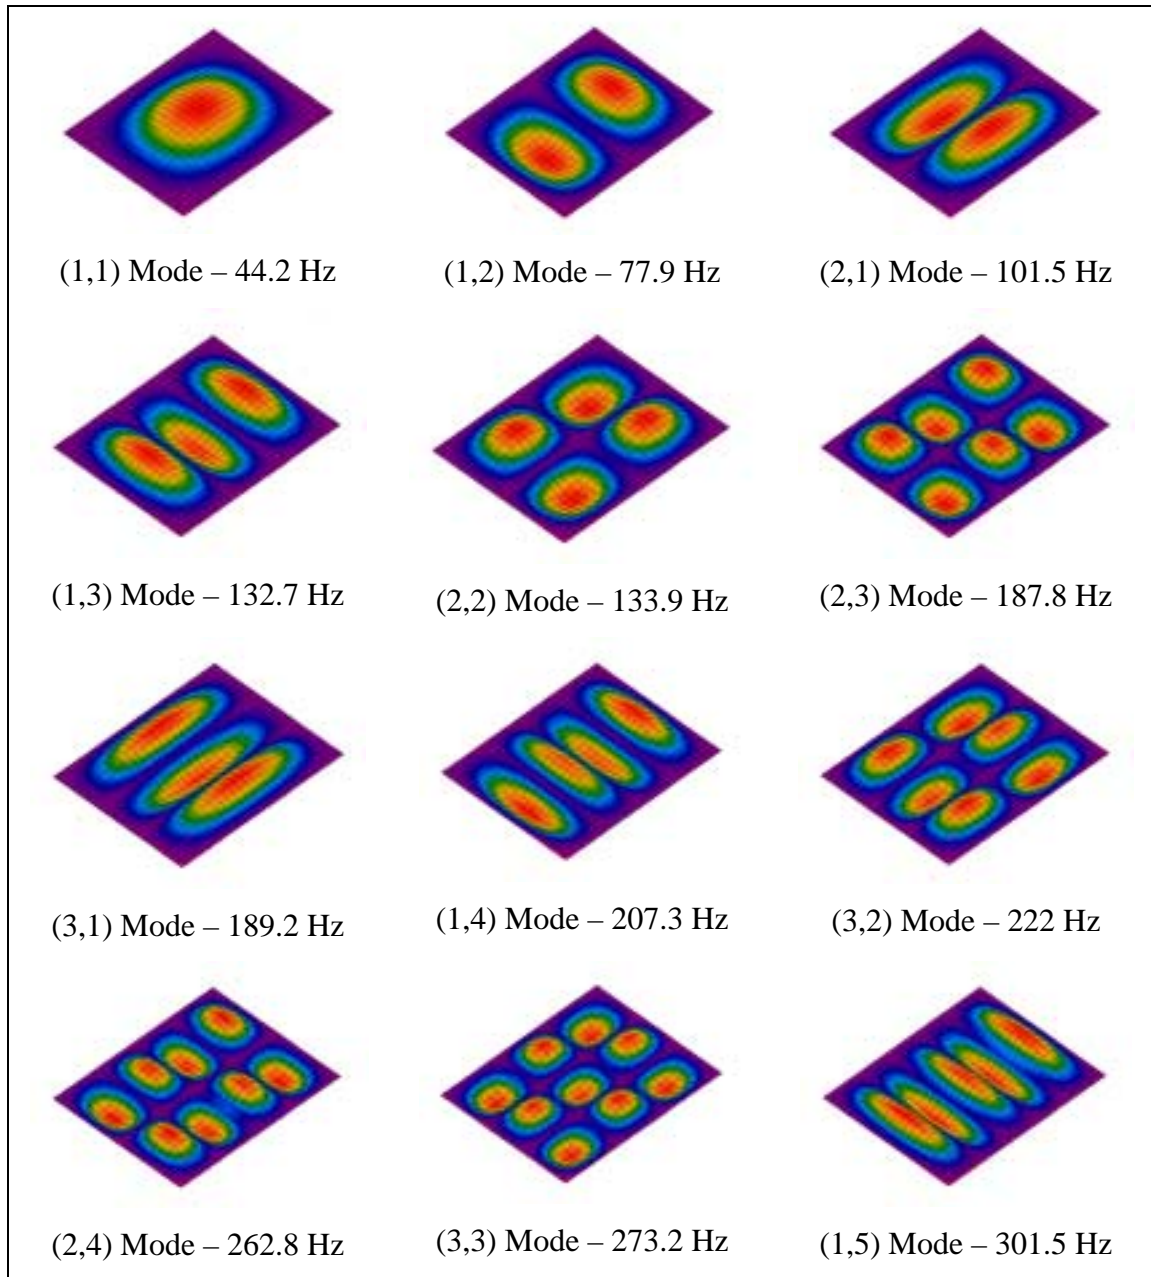 (1,1) Mode – 44.2 Hz
(1,2) Mode – 77.9 Hz
(2,1) Mode – 101.5 Hz
(1,3) Mode – 132.7 Hz
(2,2) Mode – 133.9 Hz
(2,3) Mode – 187.8 Hz
(3,1) Mode – 189.2 Hz
(1,4) Mode – 207.3 Hz
(3,2) Mode – 222 Hz
(2,4) Mode – 262.8 Hz
(3,3) Mode – 273.2 Hz
(1,5) Mode – 301.5 Hz